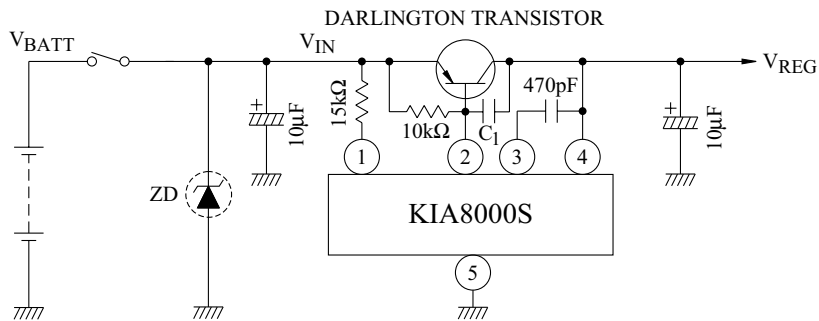 DARLINGTON TRANSISTOR
V_BATT
V_IN
V_REG
15kΩ
10kΩ
C1
470pF
+
10µF
+
10µF
1
2
3
4
ZD
KIA8000S
5